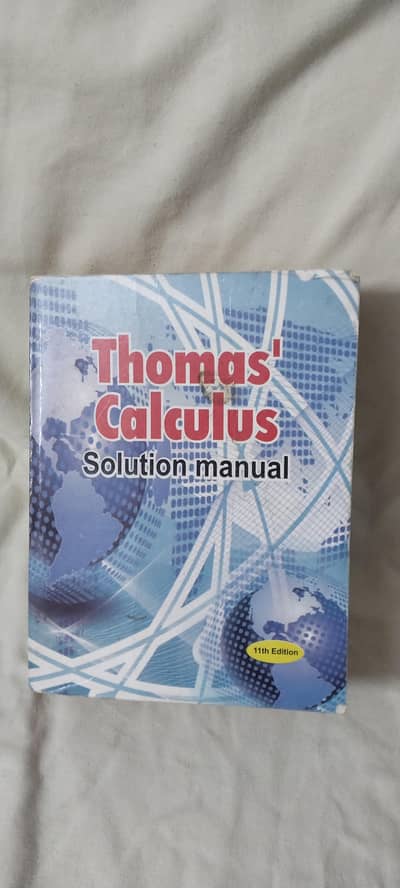 Thomas'
Calculus
Solution manual
11th Edition